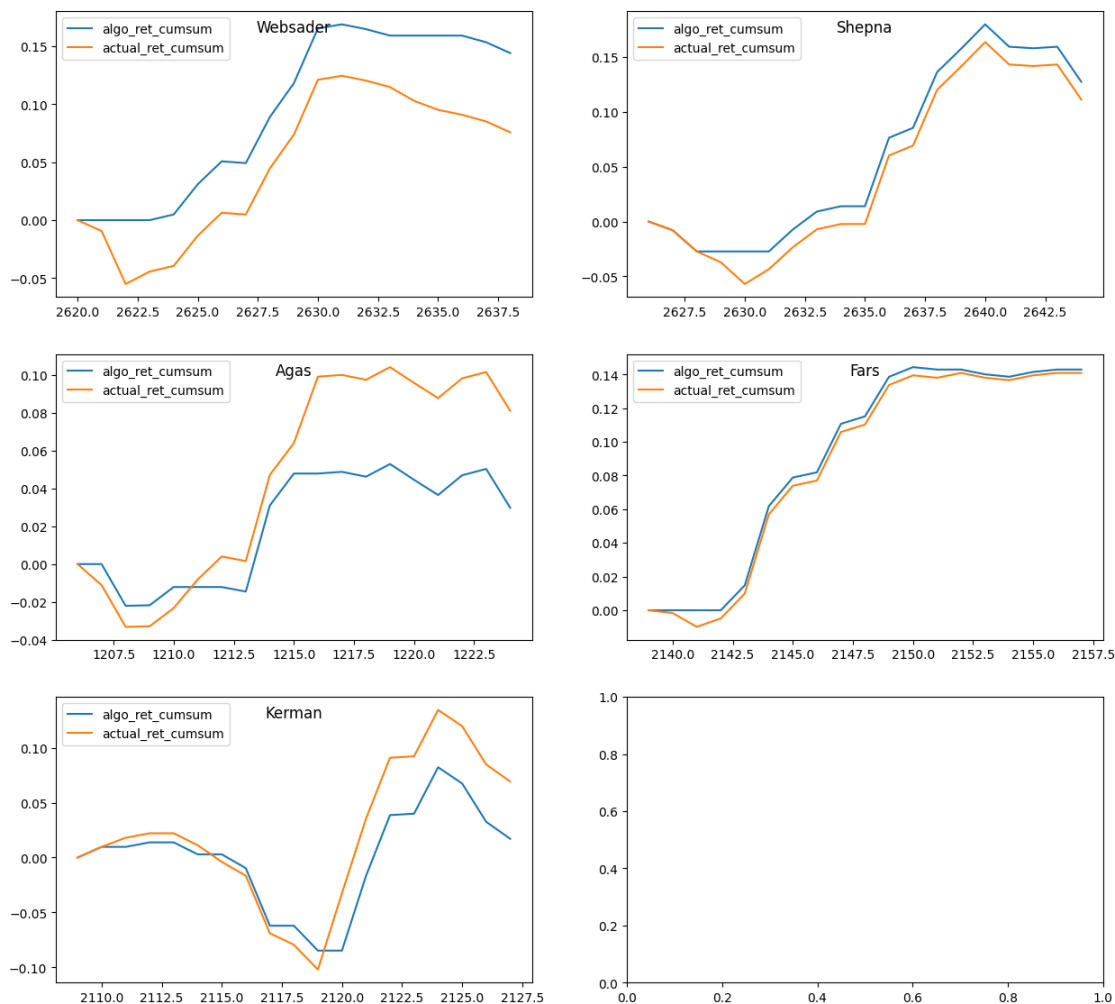 Websader
algo_ret_cumsum
actual_ret_cumsum
0.15
0.10
0.05
0.00
−0.05
2620.0 2622.5 2625.0 2627.5 2630.0 2632.5 2635.0 2637.5
Shepna
algo_ret_cumsum
actual_ret_cumsum
0.15
0.10
0.05
0.00
−0.05
2627.5 2630.0 2632.5 2635.0 2637.5 2640.0 2642.5
Agas
algo_ret_cumsum
actual_ret_cumsum
0.10
0.08
0.06
0.04
0.02
0.00
−0.02
−0.04
1207.5 1210.0 1212.5 1215.0 1217.5 1220.0 1222.5
Fars
algo_ret_cumsum
actual_ret_cumsum
0.14
0.12
0.10
0.08
0.06
0.04
0.02
0.00
2140.0 2142.5 2145.0 2147.5 2150.0 2152.5 2155.0 2157.5
Kerman
algo_ret_cumsum
actual_ret_cumsum
0.10
0.05
0.00
−0.05
−0.10
2110.0 2112.5 2115.0 2117.5 2120.0 2122.5 2125.0 2127.5
1.0
0.8
0.6
0.4
0.2
0.0
0.0 0.2 0.4 0.6 0.8 1.0